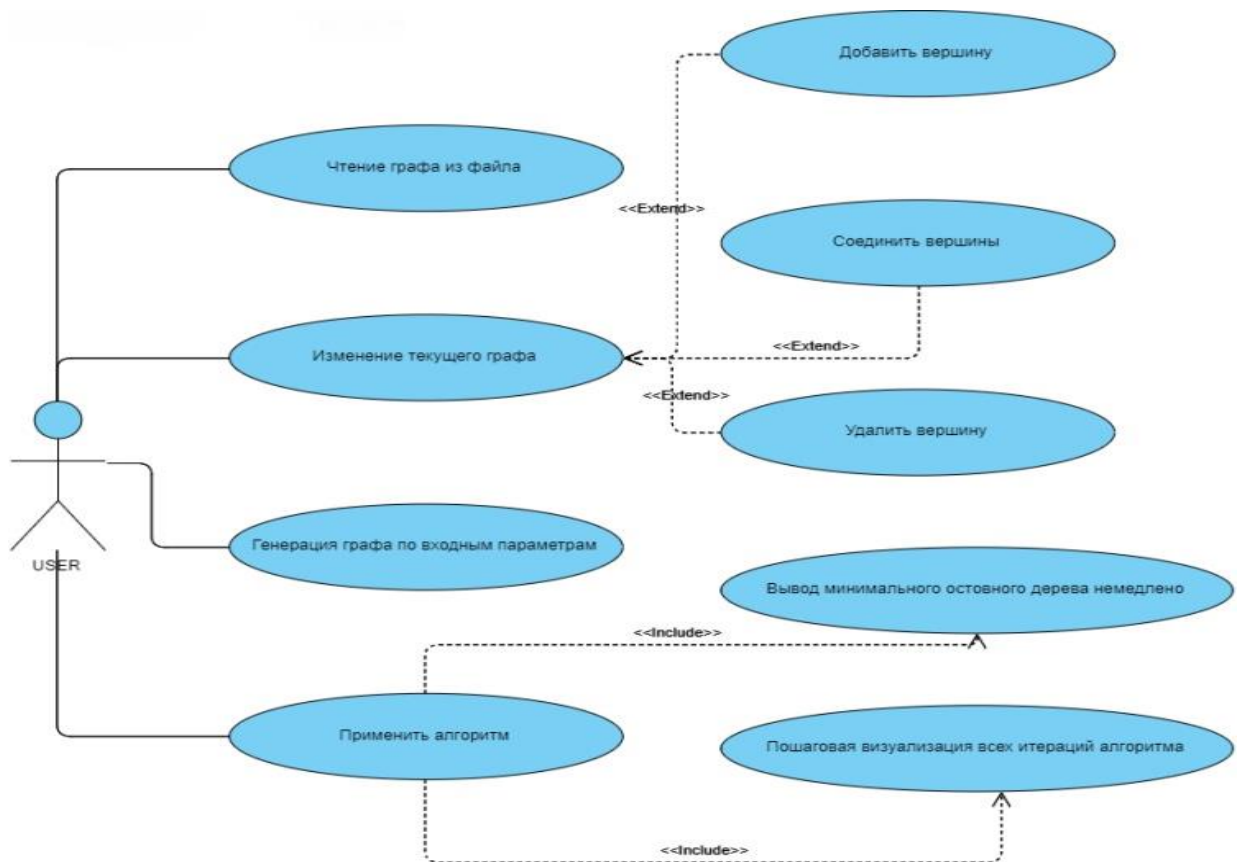 Добавить вершину
Чтение графа из файла
<<Extend>>
Соединить вершины
<<Extend>>
Изменение текущего графа
<<Extend>>
Удалить вершину
Генерация графа по входным параметрам
USER
Вывод минимального остовного дерева немедлено
<<Include>>
Применить алгоритм
Пошаговая визуализация всех итераций алгоритма
<<Include>>